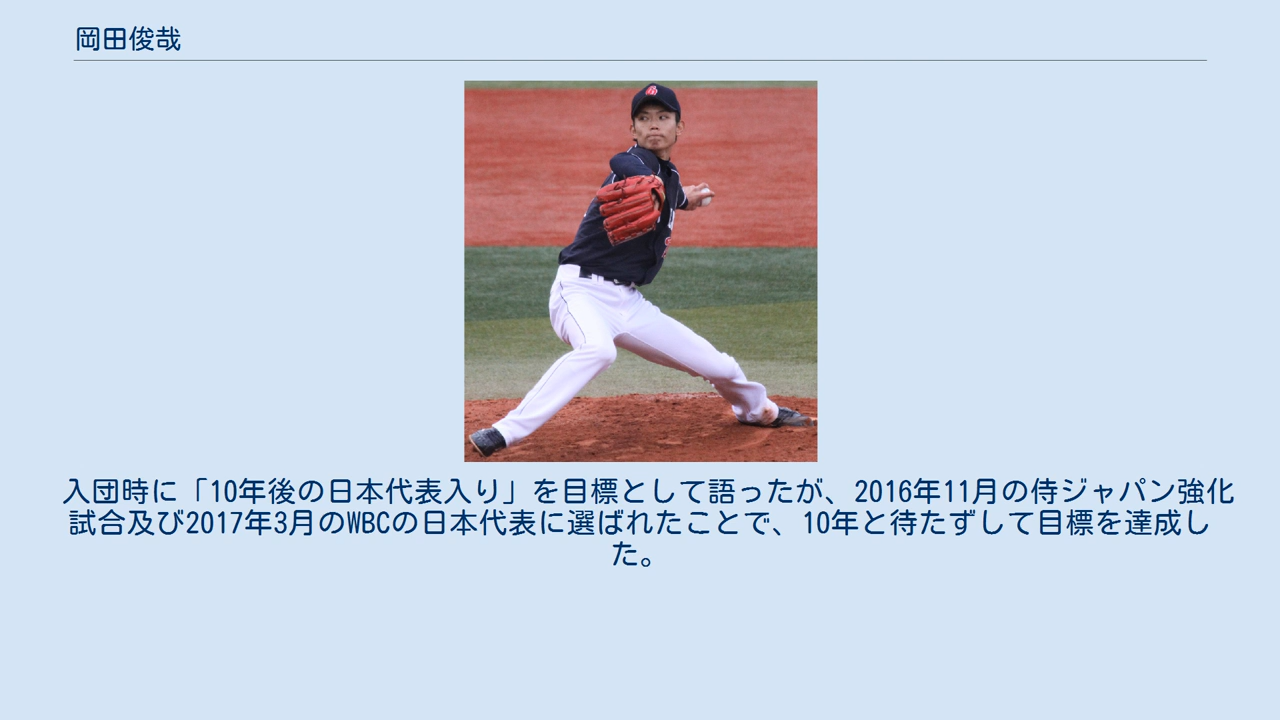 岡田俊哉
入団時に「10年後の日本代表入り」を目標として語ったが、2016年11月の侍ジャパン強化
試合及び2017年3月のWBCの日本代表に選ばれたことで、10年と待たずして目標を達成し
た。